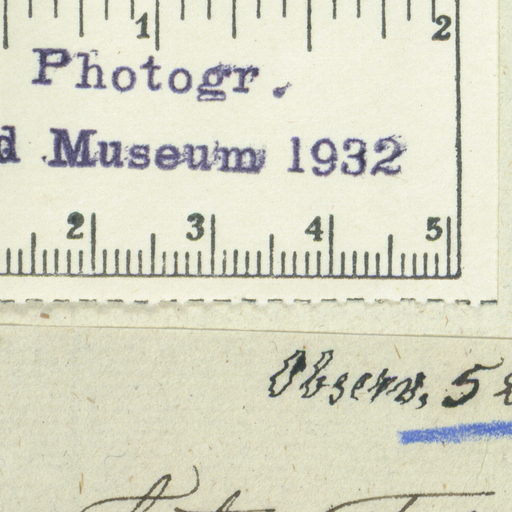 1 2
Photogr.
d Museum 1932
2 3 4 5
Observ. 5